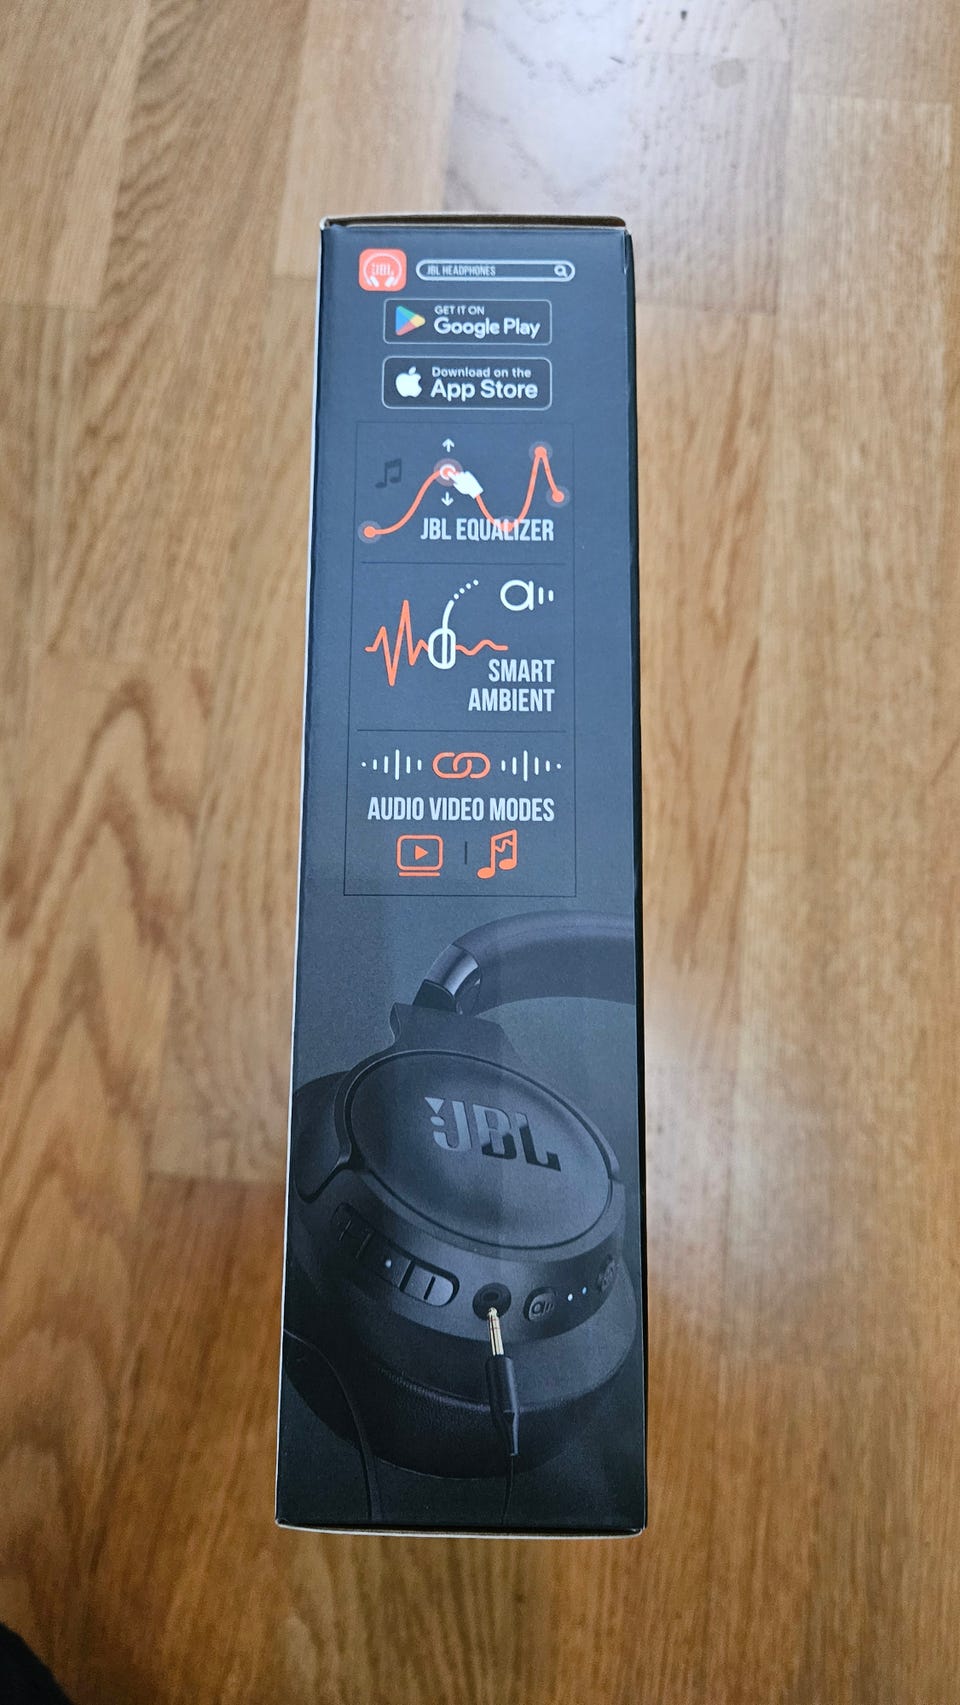 JBL
JBL HEADPHONES
GET IT ON
Google Play
Download on the
App Store
JBL EQUALIZER
SMART
AMBIENT
AUDIO VIDEO MODES
JBL